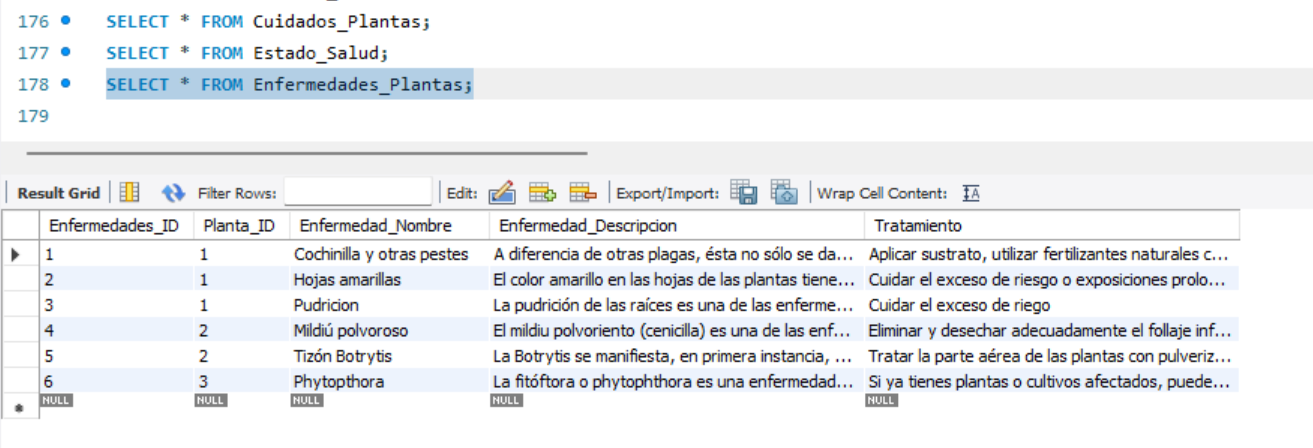 176 SELECT * FROM Cuidados_Plantas;
177 SELECT * FROM Estado_Salud;
178 SELECT * FROM Enfermedades_Plantas;
179
Result Grid Filter Rows: Edit: Export/Import: Wrap Cell Content: IA
Enfermedades_ID Planta_ID Enfermedad_Nombre Enfermedad_Descripcion Tratamiento
1 1 Cochinilla y otras pestes A diferencia de otras plagas, ésta no sólo se da... Aplicar sustrato, utilizar fertilizantes naturales c...
2 1 Hojas amarillas El color amarillo en las hojas de las plantas tiene... Cuidar el exceso de riesgo o exposiciones prolo...
3 1 Pudricion La pudrición de las raíces es una de las enferme... Cuidar el exceso de riego
4 2 Mildiú polvoroso El mildiu polvoriento (cenicilla) es una de las enf... Eliminar y desechar adecuadamente el follaje inf...
5 2 Tizón Botrytis La Botrytis se manifiesta, en primera instancia, ... Tratar la parte aérea de las plantas con pulveriz...
6 3 Phytopthora La fitóftora o phytophthora es una enfermedad... Si ya tienes plantas o cultivos afectados, puede...
NULL NULL NULL NULL NULL